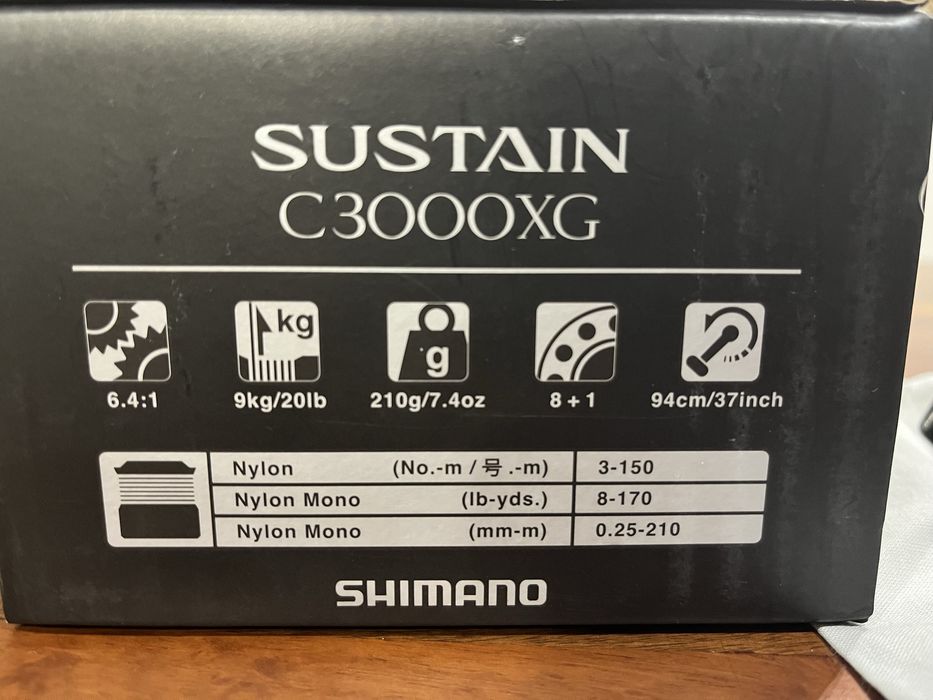 SUSTAIN
C3000XG
kg
g
6.4:1 9kg/20lb 210g/7.4oz 8+1 94cm/37inch
Nylon (No.-m / 号.-m) 3-150
Nylon Mono (lb-yds.) 8-170
Nylon Mono (mm-m) 0.25-210
SHIMANO